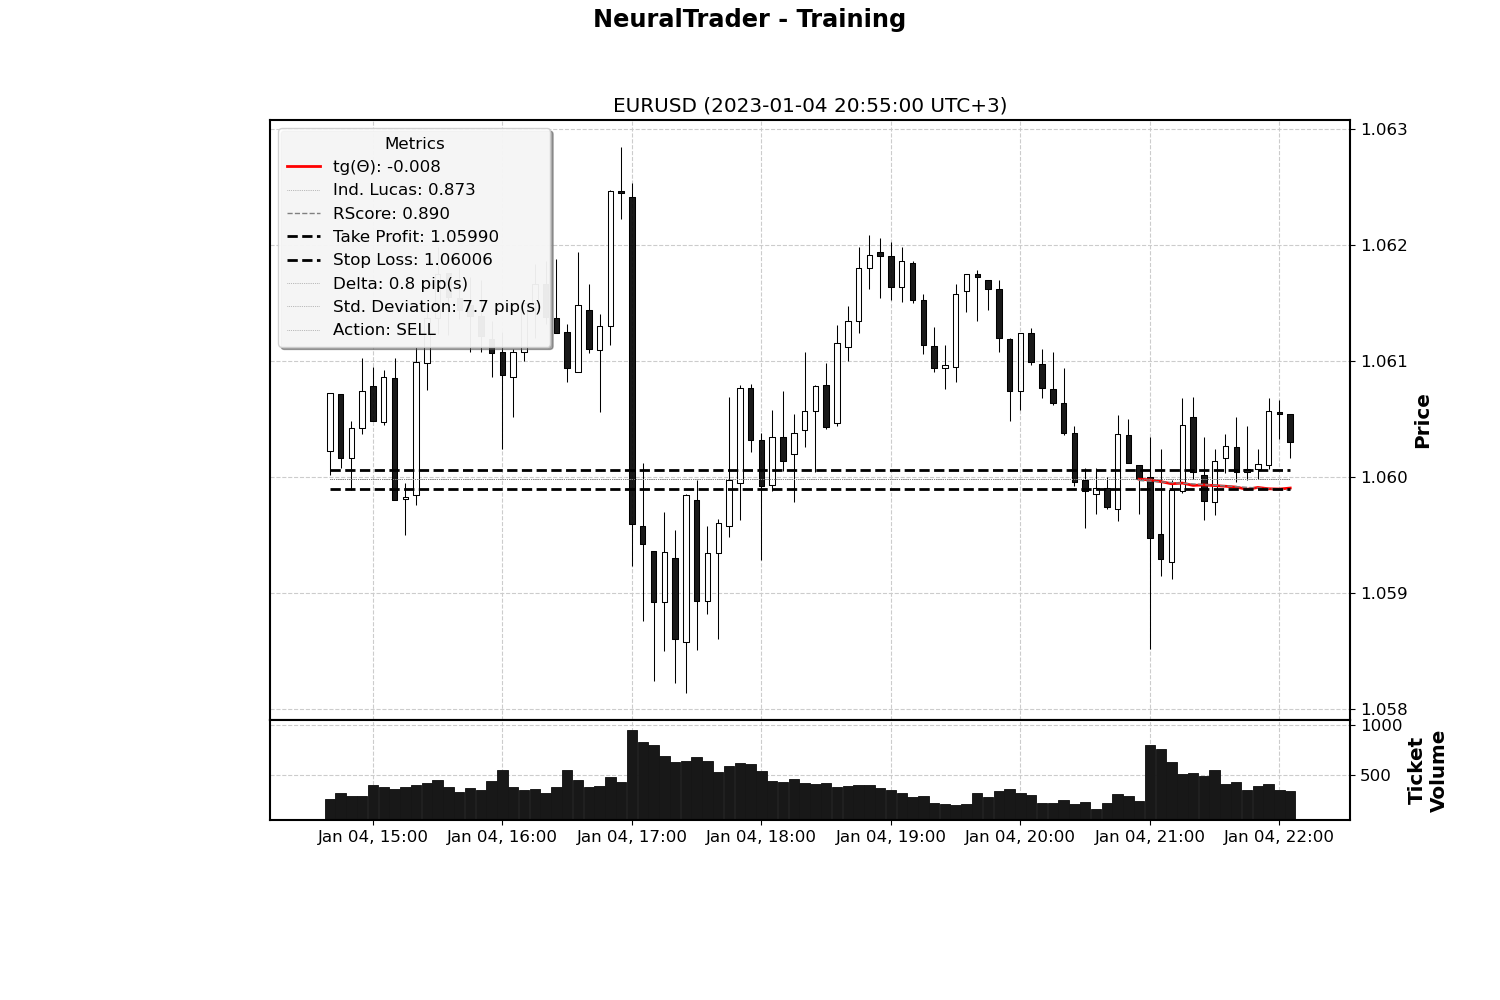 NeuralTrader - Training
EURUSD (2023-01-04 20:55:00 UTC+3)
Metrics
tg(Θ): -0.008
Ind. Lucas: 0.873
RScore: 0.890
Take Profit: 1.05990
Stop Loss: 1.06006
Delta: 0.8 pip(s)
Std. Deviation: 7.7 pip(s)
Action: SELL
1.063
1.062
1.061
1.060
1.059
1.058
Price
1000
500
Ticket
Volume
Jan 04, 15:00
Jan 04, 16:00
Jan 04, 17:00
Jan 04, 18:00
Jan 04, 19:00
Jan 04, 20:00
Jan 04, 21:00
Jan 04, 22:00